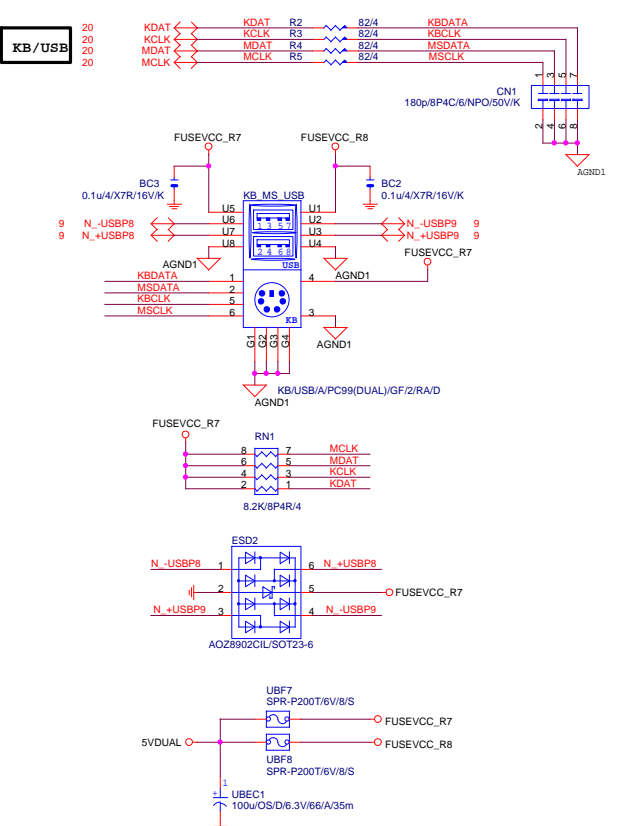 KB/USB
20 KDAT KDAT R2 82/4 KBDATA
20 KCLK KCLK R3 82/4 KBCLK
20 MDAT MDAT R4 82/4 MSDATA
20 MCLK MCLK R5 82/4 MSCLK
1 3 5 7
CN1
180p/8P4C/6/NPO/50V/K
2 4 6 8
AGND1
FUSEVCC_R7 FUSEVCC_R8
BC3 BC2
0.1u/4/X7R/16V/K KB_MS_USB 0.1u/4/X7R/16V/K
U5 U1
9 N_-USBP8 U6 1 3 5 7 U2 N_-USBP9 9
9 N_+USBP8 U7 U3 N_+USBP9 9
U8 2 4 6 8 U4
FUSEVCC_R7
AGND1 USB AGND1
KBDATA 1 4
MSDATA 2
KBCLK 5
MSCLK 6 KB 3
AGND1
G1 G2 G3 G4
KB/USB/A/PC99(DUAL)/GF/2/RA/D
AGND1
FUSEVCC_R7
RN1
8 7 MCLK
6 5 MDAT
4 3 KCLK
2 1 KDAT
8.2K/8P4R/4
ESD2
N_-USBP8 1 6 N_+USBP8
2 5 FUSEVCC_R7
N_+USBP9 3 4 N_-USBP9
AOZ8902CIL/SOT23-6
UBF7
SPR-P200T/6V/8/S
FUSEVCC_R7
5VDUAL FUSEVCC_R8
UBF8
SPR-P200T/6V/8/S
1
+ UBEC1
100u/OS/D/6.3V/66/A/35m